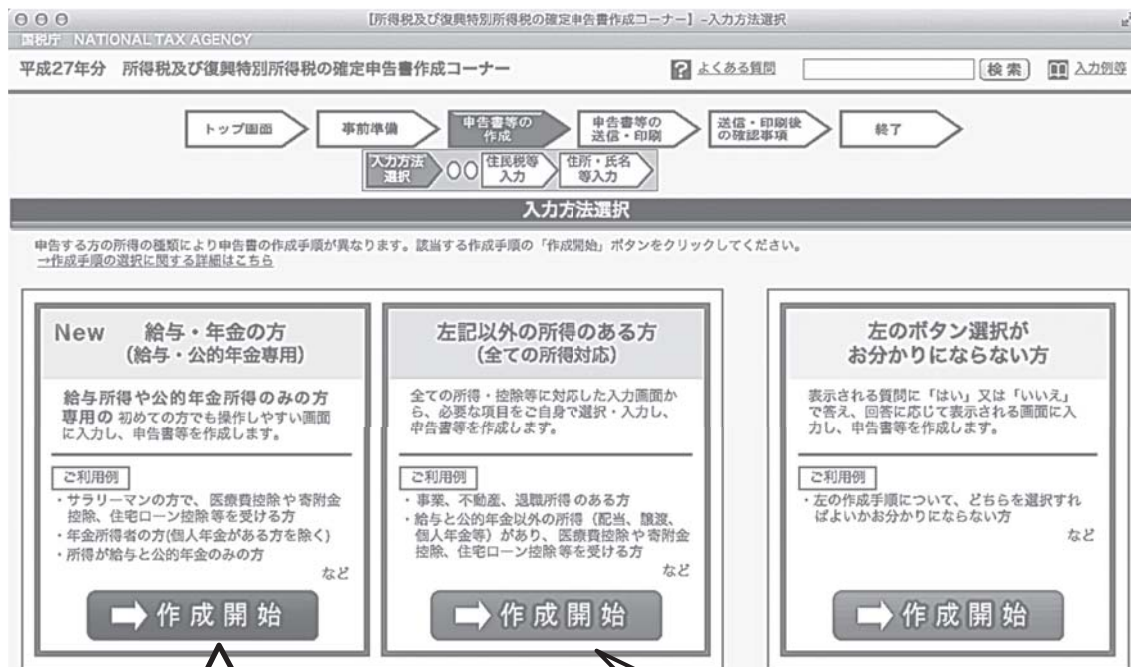 【所得税及び復興特別所得税の確定申告書作成コーナー】-入力方法選択
国税庁 NATIONAL TAX AGENCY
平成27年分 所得税及び復興特別所得税の確定申告書作成コーナー
? よくある質問
検索
入力例等
トップ画面
事前準備
申告書等の
作成
申告書等の
送信・印刷
送信・印刷後
の確認事項
終了
入力方法
選択
○○
住民税等
入力
住所・氏名
等入力
入力方法選択
申告する方の所得の種類により申告書の作成手順が異なります。該当する作成手順の「作成開始」ボタンをクリックしてください。
→作成手順の選択に関する詳細はこちら
New 給与・年金の方
(給与・公的年金専用)
給与所得や公的年金所得のみの方
専用の 初めての方でも操作しやすい画面
に入力し、申告書等を作成します。
ご利用例
・サラリーマンの方で、医療費控除や寄附金
控除、住宅ローン控除等を受ける方
・年金所得者の方(個人年金がある方を除く)
・所得が給与と公的年金のみの方
など
作成開始
左記以外の所得のある方
(全ての所得対応)
全ての所得・控除等に対応した入力画面か
ら、必要な項目をご自身で選択・入力し、
申告書等を作成します。
ご利用例
・事業、不動産、退職所得のある方
・給与と公的年金以外の所得（配当、譲渡、
個人年金等）があり、医療費控除や寄附金
控除、住宅ローン控除等を受ける方
など
作成開始
左のボタン選択が
お分かりにならない方
表示される質問に「はい」又は「いいえ」
で答え、回答に応じて表示される画面に入
力し、申告書等を作成します。
ご利用例
・左の作成手順について、どちらを選択すれ
ばよいかお分かりにならない方
など
作成開始